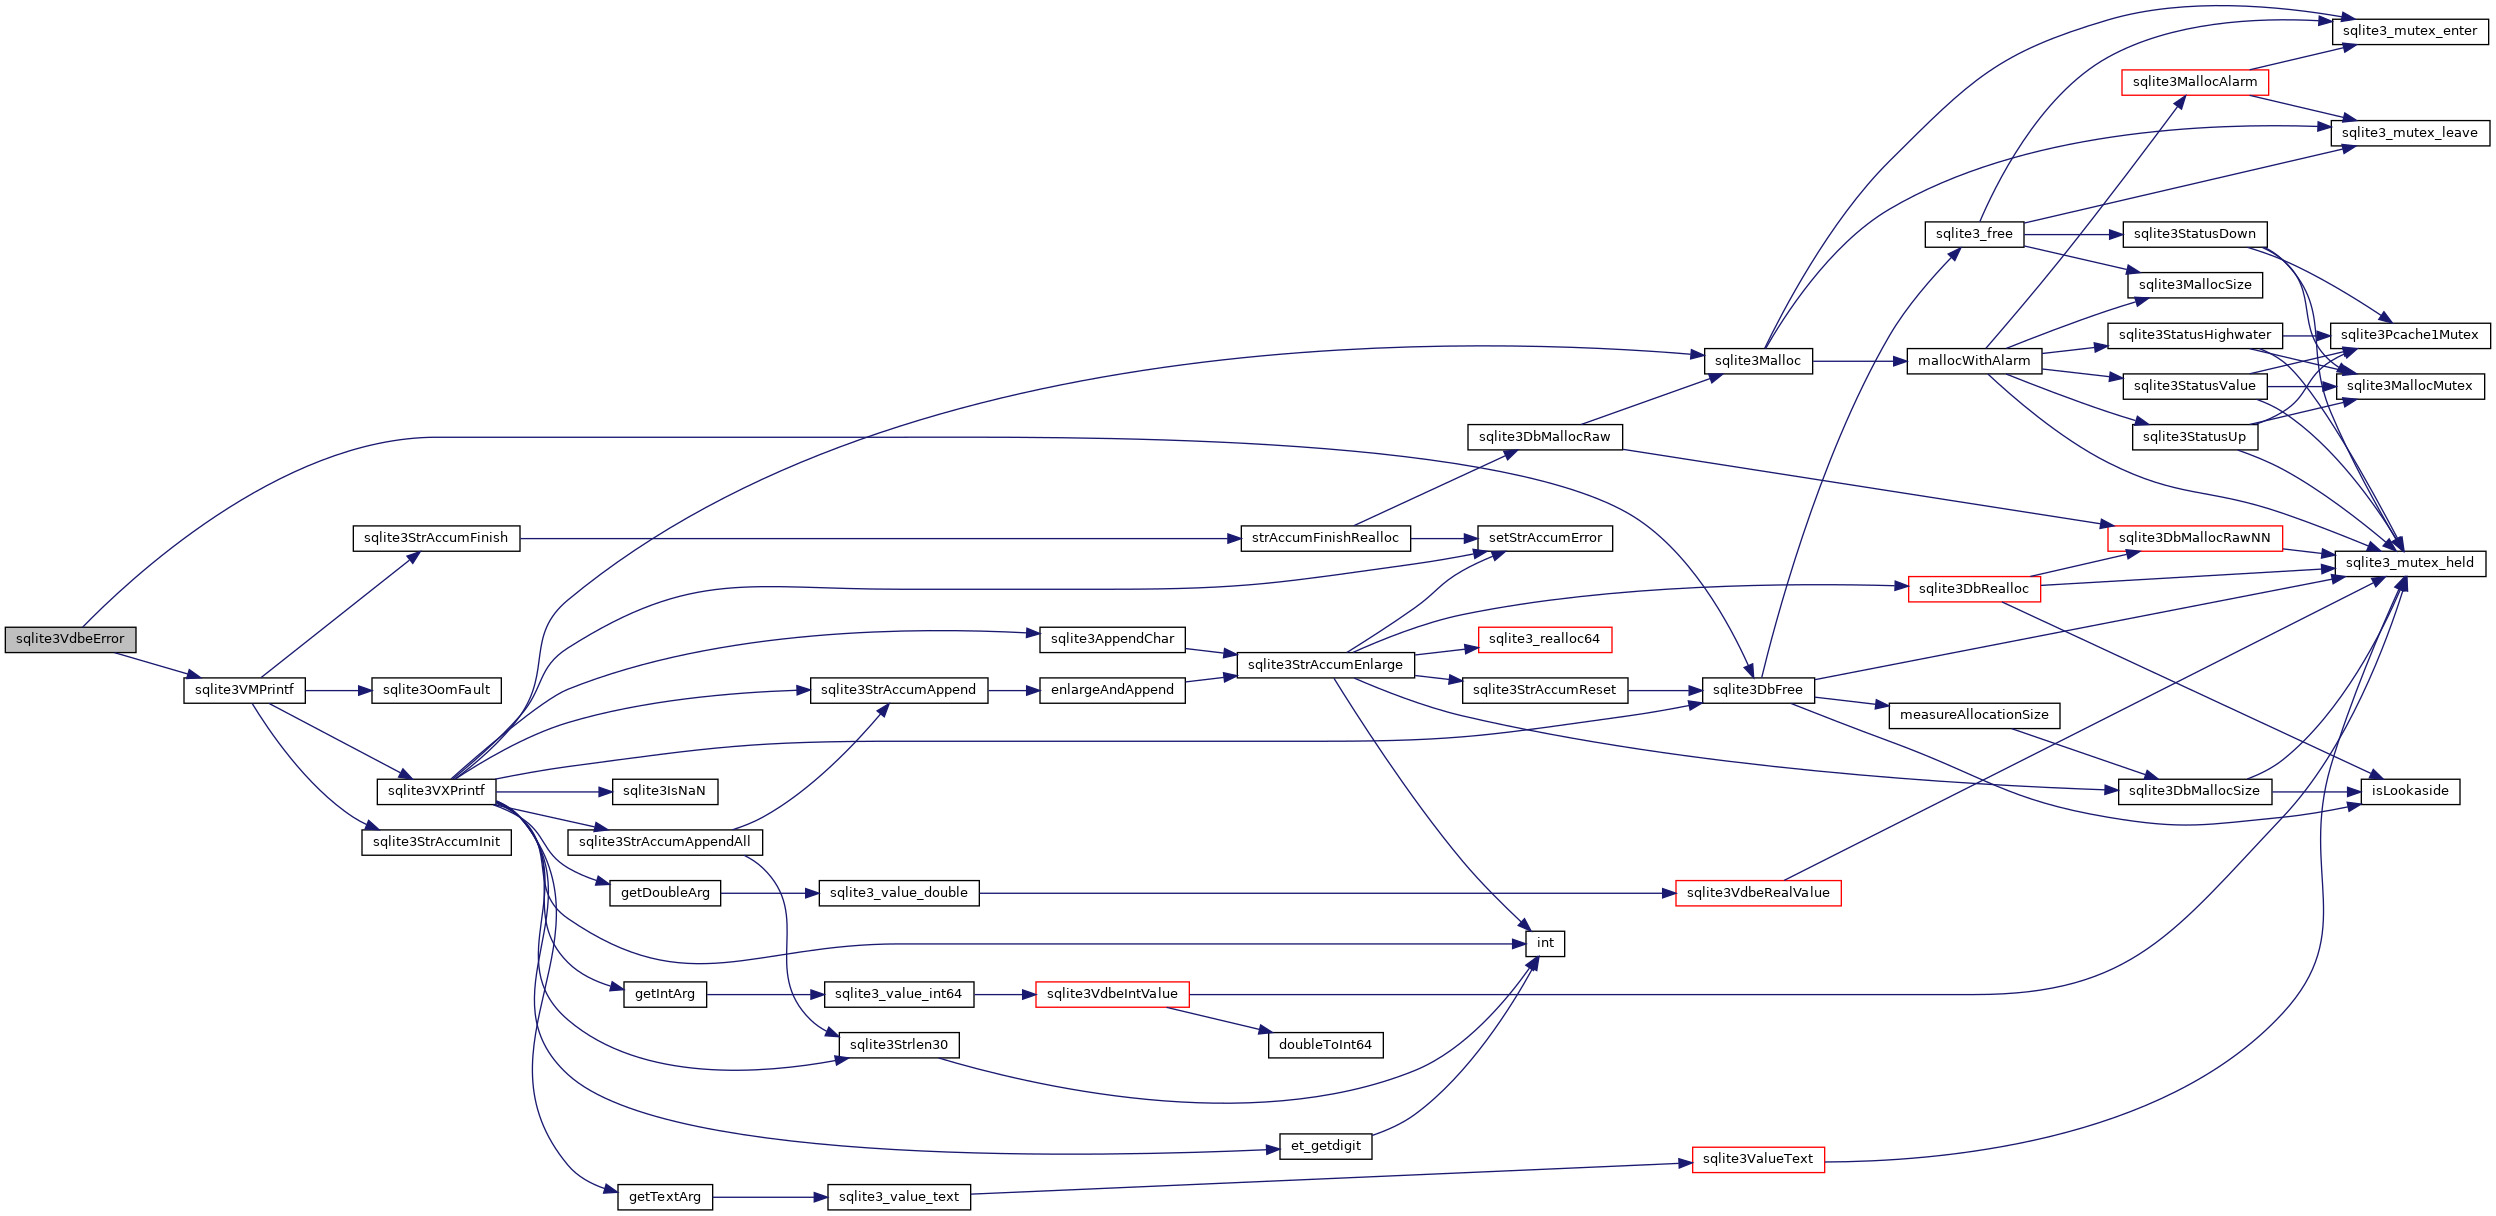 sqlite3_mutex_enter
sqlite3MallocAlarm
sqlite3_mutex_leave
sqlite3_free
sqlite3StatusDown
sqlite3MallocSize
sqlite3StatusHighwater
sqlite3Pcache1Mutex
sqlite3Malloc
mallocWithAlarm
sqlite3StatusValue
sqlite3MallocMutex
sqlite3DbMallocRaw
sqlite3StatusUp
sqlite3StrAccumFinish
strAccumFinishRealloc
setStrAccumError
sqlite3DbMallocRawNN
sqlite3_mutex_held
sqlite3DbRealloc
sqlite3VdbeError
sqlite3AppendChar
sqlite3_realloc64
sqlite3StrAccumEnlarge
sqlite3VMPrintf
sqlite3OomFault
sqlite3StrAccumAppend
enlargeAndAppend
sqlite3StrAccumReset
sqlite3DbFree
measureAllocationSize
sqlite3VXPrintf
sqlite3IsNaN
sqlite3DbMallocSize
isLookaside
sqlite3StrAccumInit
sqlite3StrAccumAppendAll
getDoubleArg
sqlite3_value_double
sqlite3VdbeRealValue
int
getIntArg
sqlite3_value_int64
sqlite3VdbeIntValue
sqlite3Strlen30
doubleToInt64
et_getdigit
sqlite3ValueText
getTextArg
sqlite3_value_text